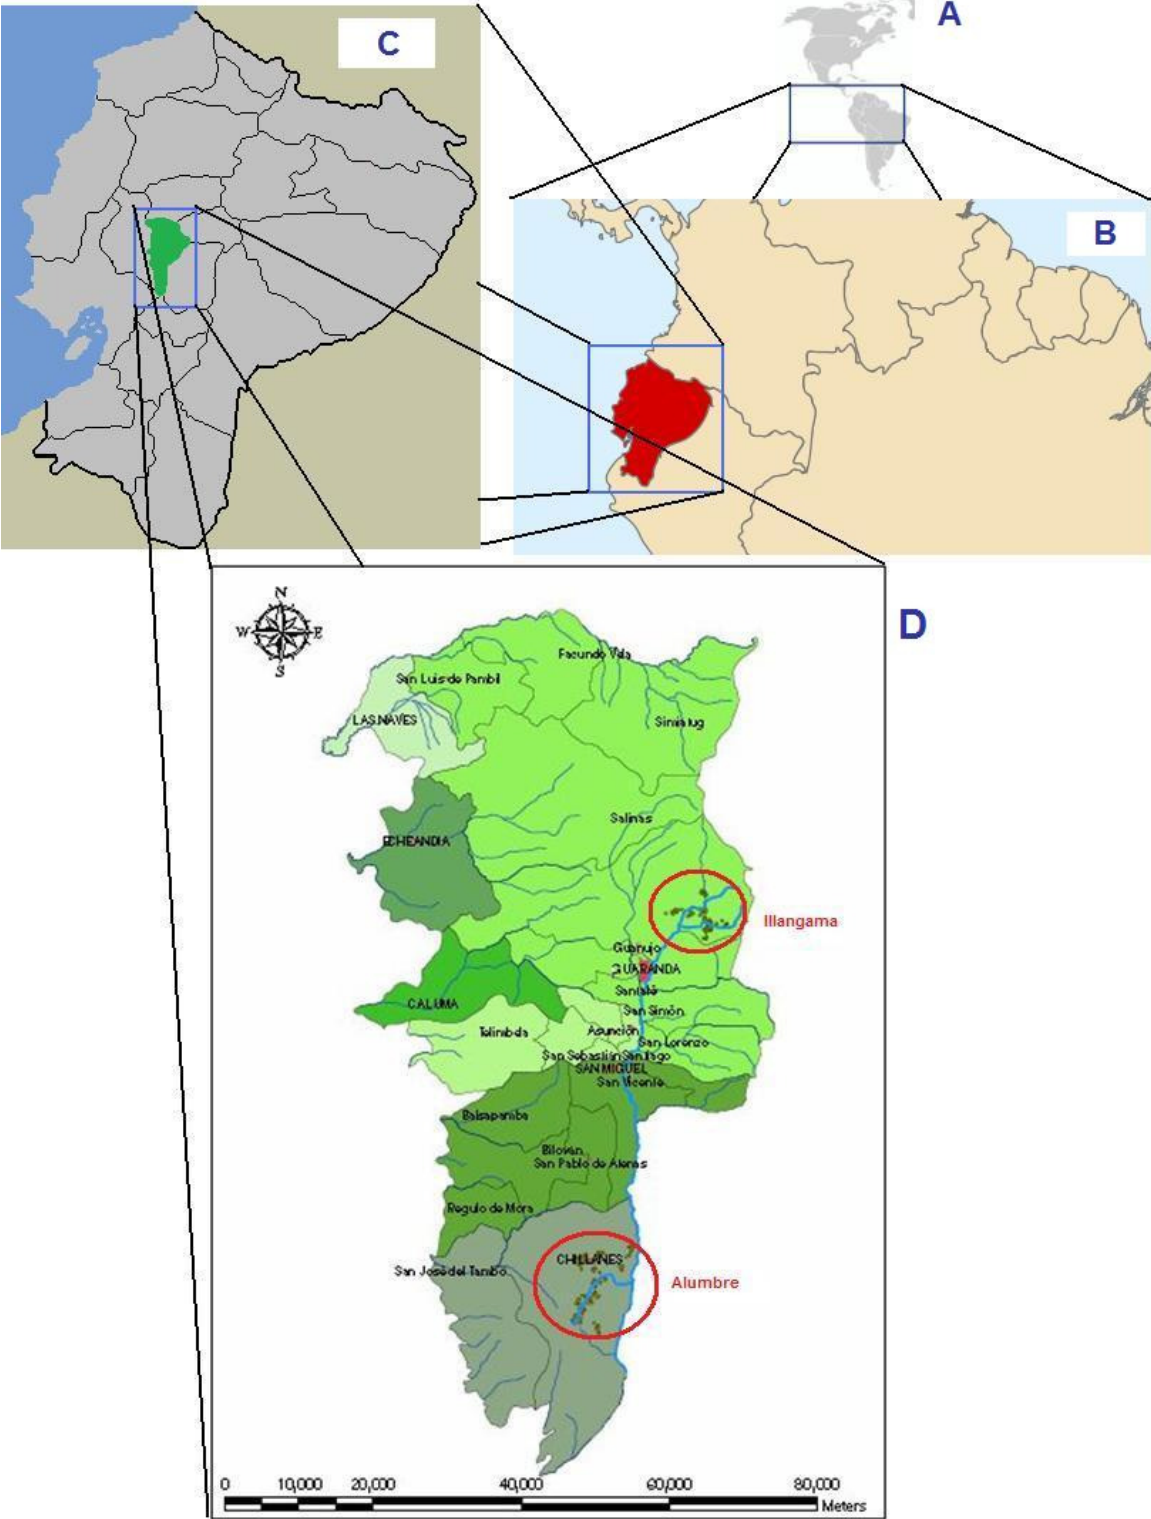 A
C
B
D
N
W
E
S
Facundo Vela
San Luis de Pambil
LAS NAVES
Simiatug
Salinas
ECHEANDIA
Illangama
Guanujo
GUARANDA
Santafé
CALUMA
San Simón
Telimbela
Asunción
San Lorenzo
San Sebastián
Santiago
SAN MIGUEL
San Vicente
Balsapamba
Bilován
San Pablo de Atenas
Regulo de Mora
CHILLANES
San José del Tambo
Alumbre
0 10,000 20,000 40,000 60,000 80,000
Meters